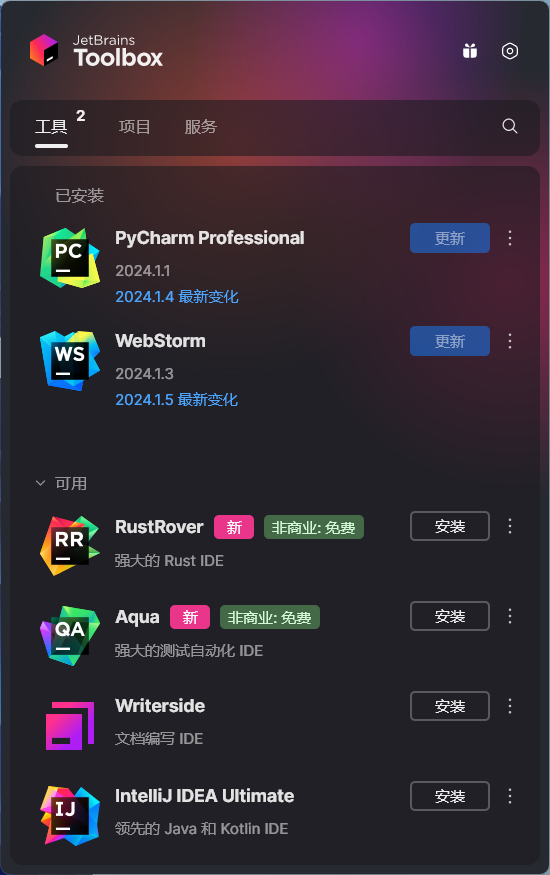 JetBrains
Toolbox
工具 2 项目 服务
已安装
PC PyCharm Professional 更新
2024.1.1
2024.1.4 最新变化
WS WebStorm 更新
2024.1.3
2024.1.5 最新变化
可用
RR RustRover 新 非商业: 免费 安装
强大的 Rust IDE
QA Aqua 新 非商业: 免费 安装
强大的测试自动化 IDE
Writerside 安装
文档编写 IDE
IJ IntelliJ IDEA Ultimate 安装
领先的 Java 和 Kotlin IDE